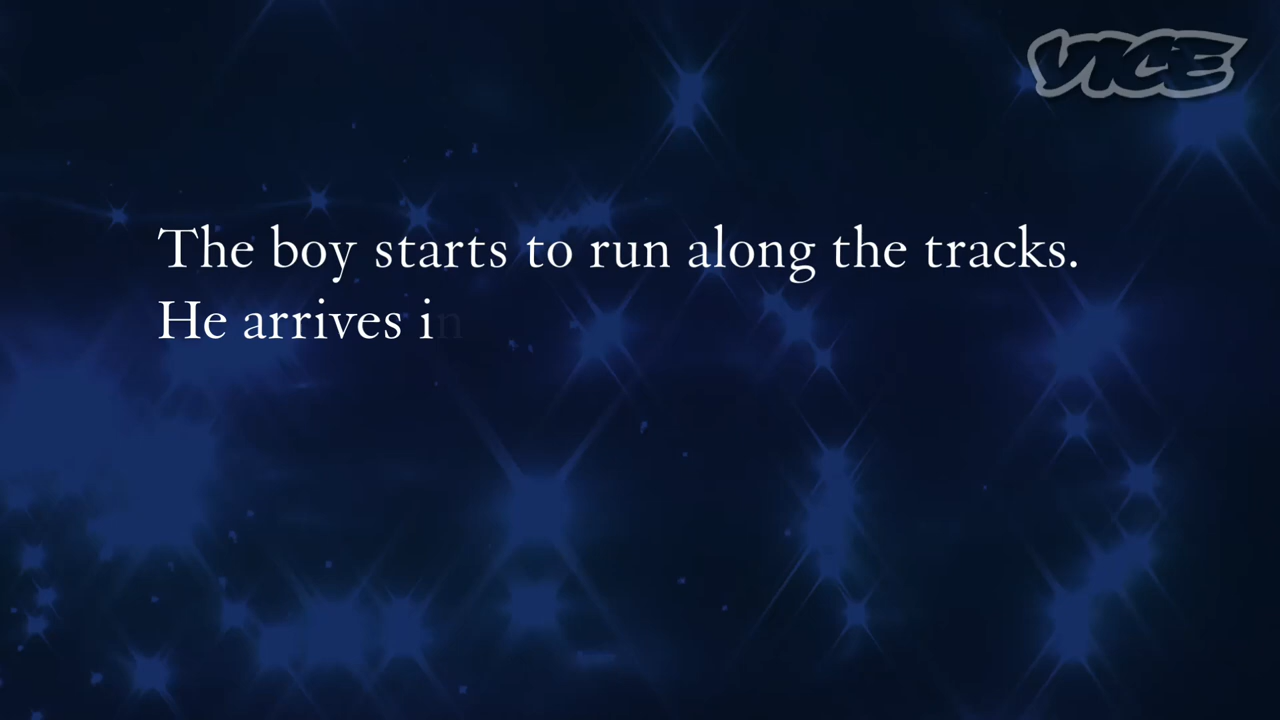 VICE
The boy starts to run along the tracks.
He arrives in